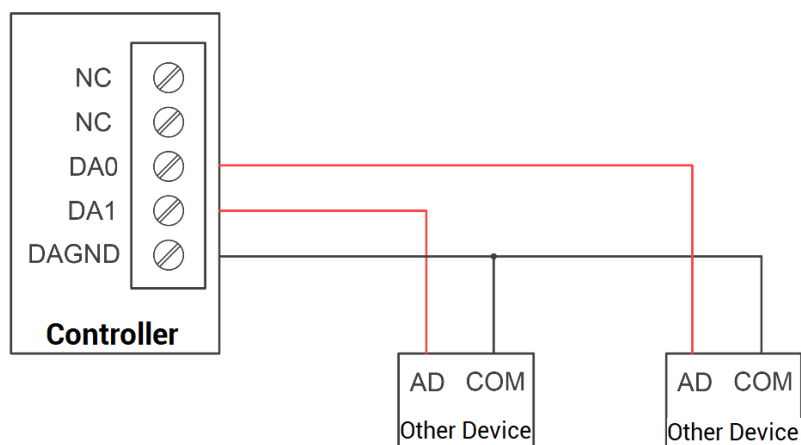 NC
NC
DA0
DA1
DAGND
Controller
AD COM
Other Device
AD COM
Other Device